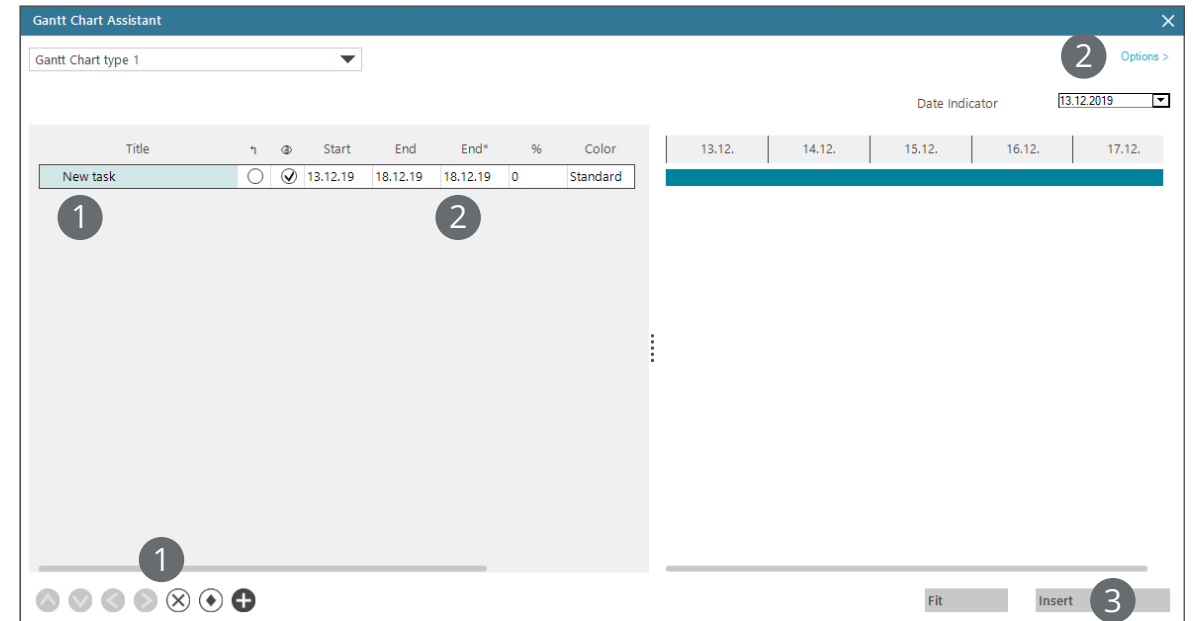 Gantt Chart Assistant
Gantt Chart type 1
2 Options >
Date Indicator 13.12.2019
Title Start End End* % Color 13.12. 14.12. 15.12. 16.12. 17.12.
New task 13.12.19 18.12.19 18.12.19 0 Standard
1 2
1
Fit Insert 3